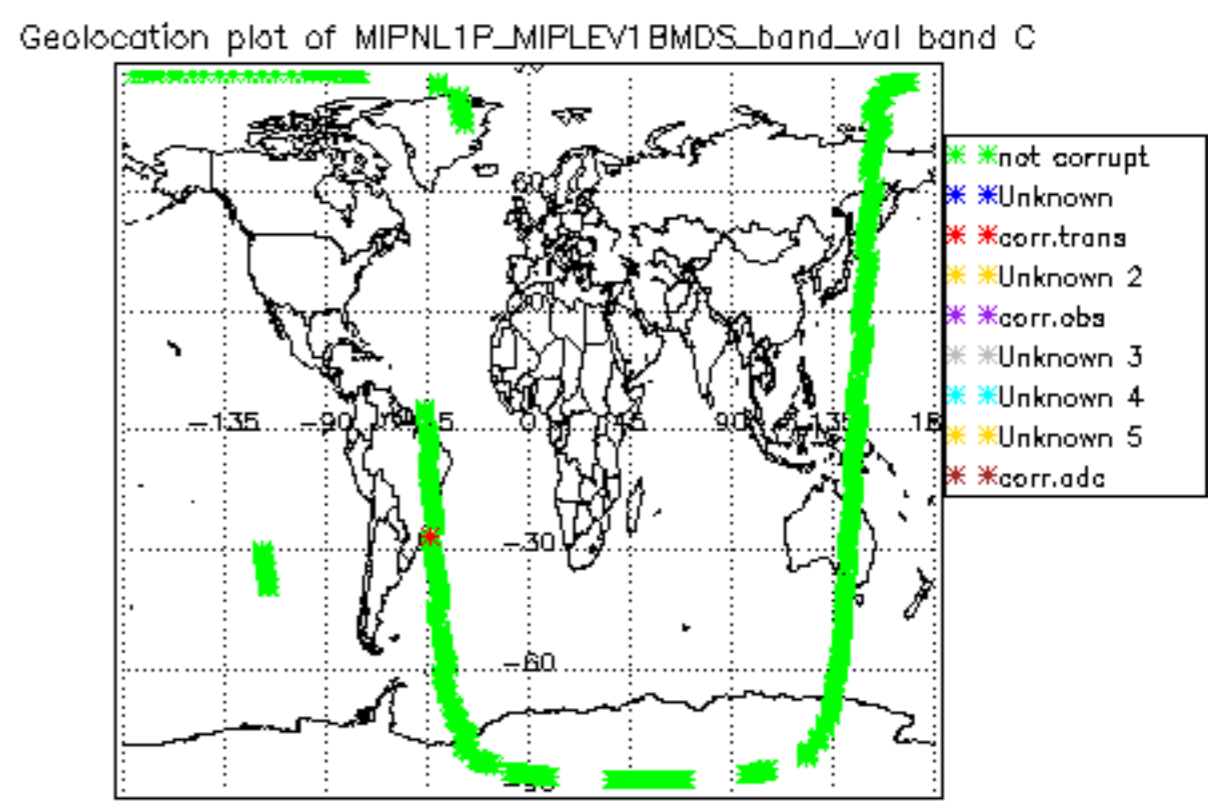 Geolocation plot of MIPNL1P_MIPLEV1BMDS_band_val band C
not corrupt
Unknown
corr.trans
60
Unknown 2
corr.obs
Unknown 3
Unknown 4
-135 -90 0 90 135
Unknown 5
corr.adc
-30
-60